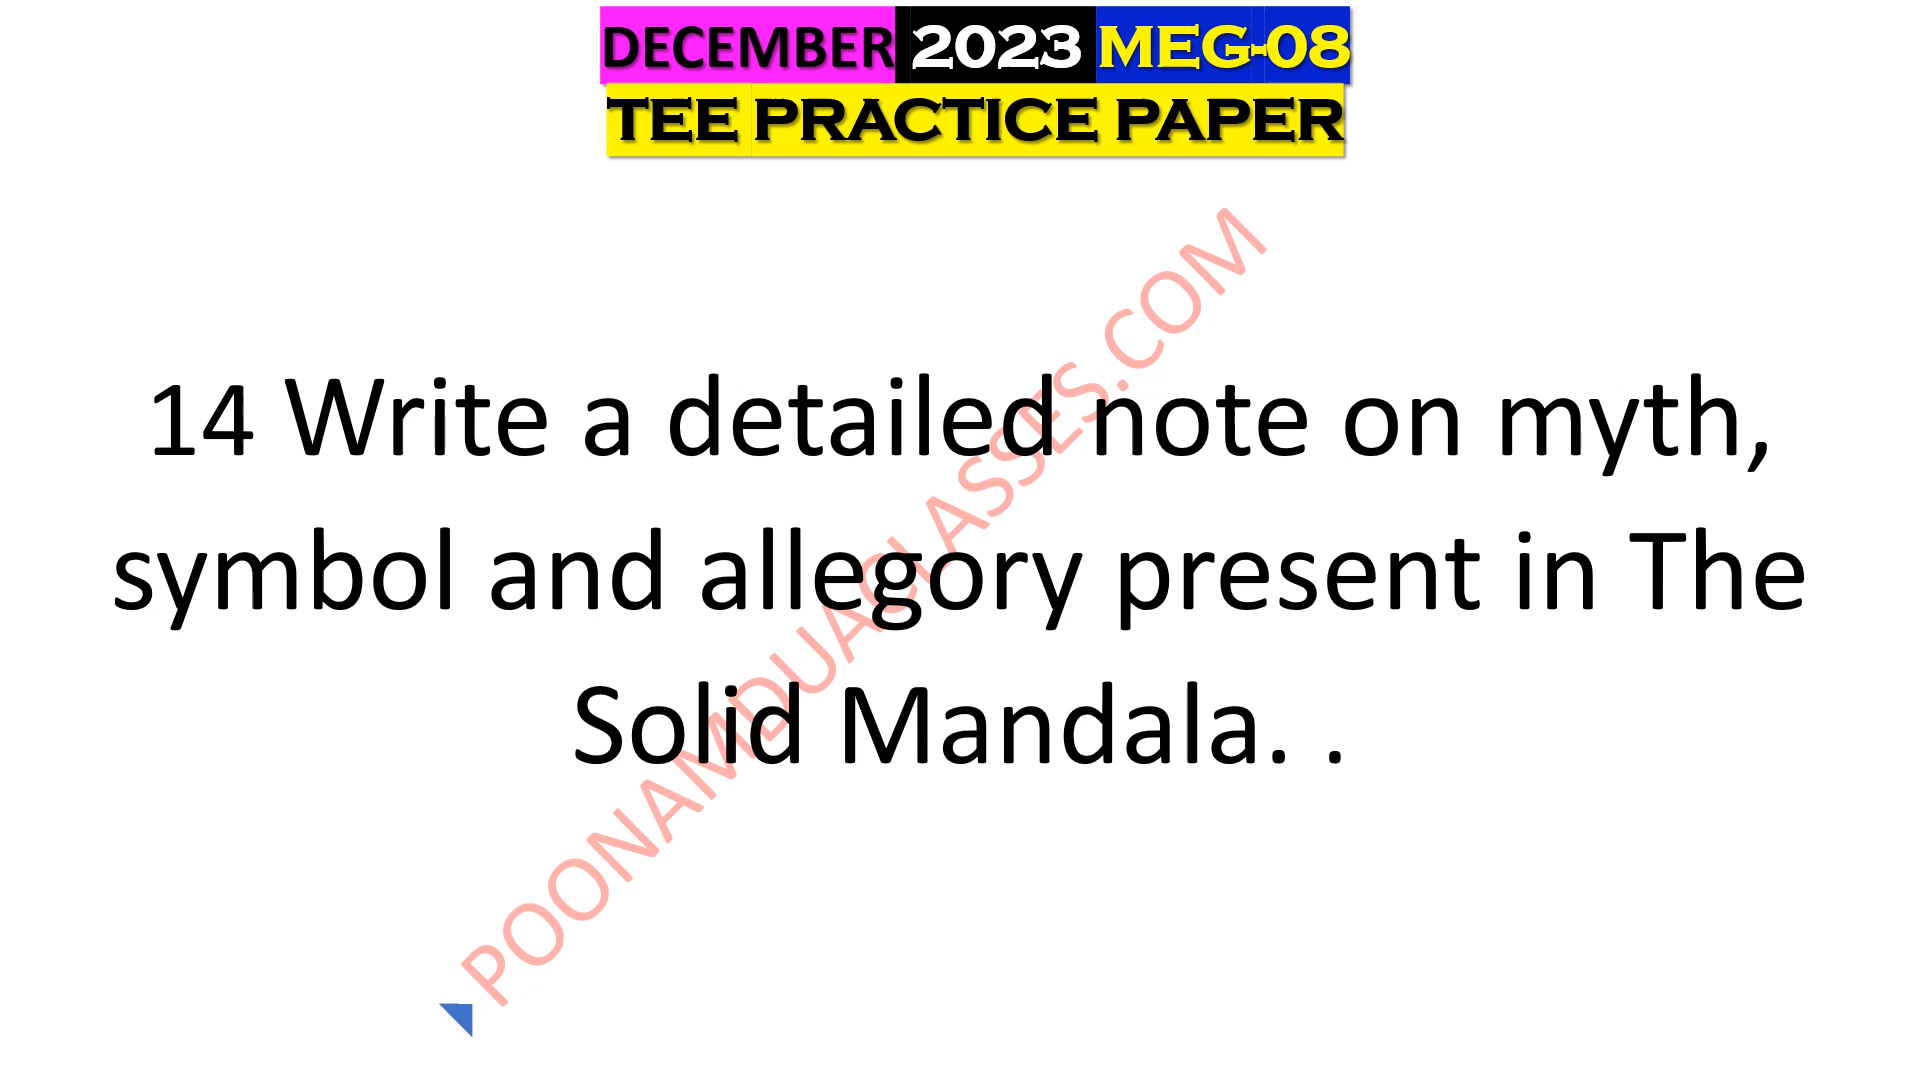 DECEMBER 2023 MEG-08
TEE PRACTICE PAPER
14 Write a detailed note on myth,
symbol and allegory present in The
Solid Mandala. .
POONAMDUACLASSES.COM